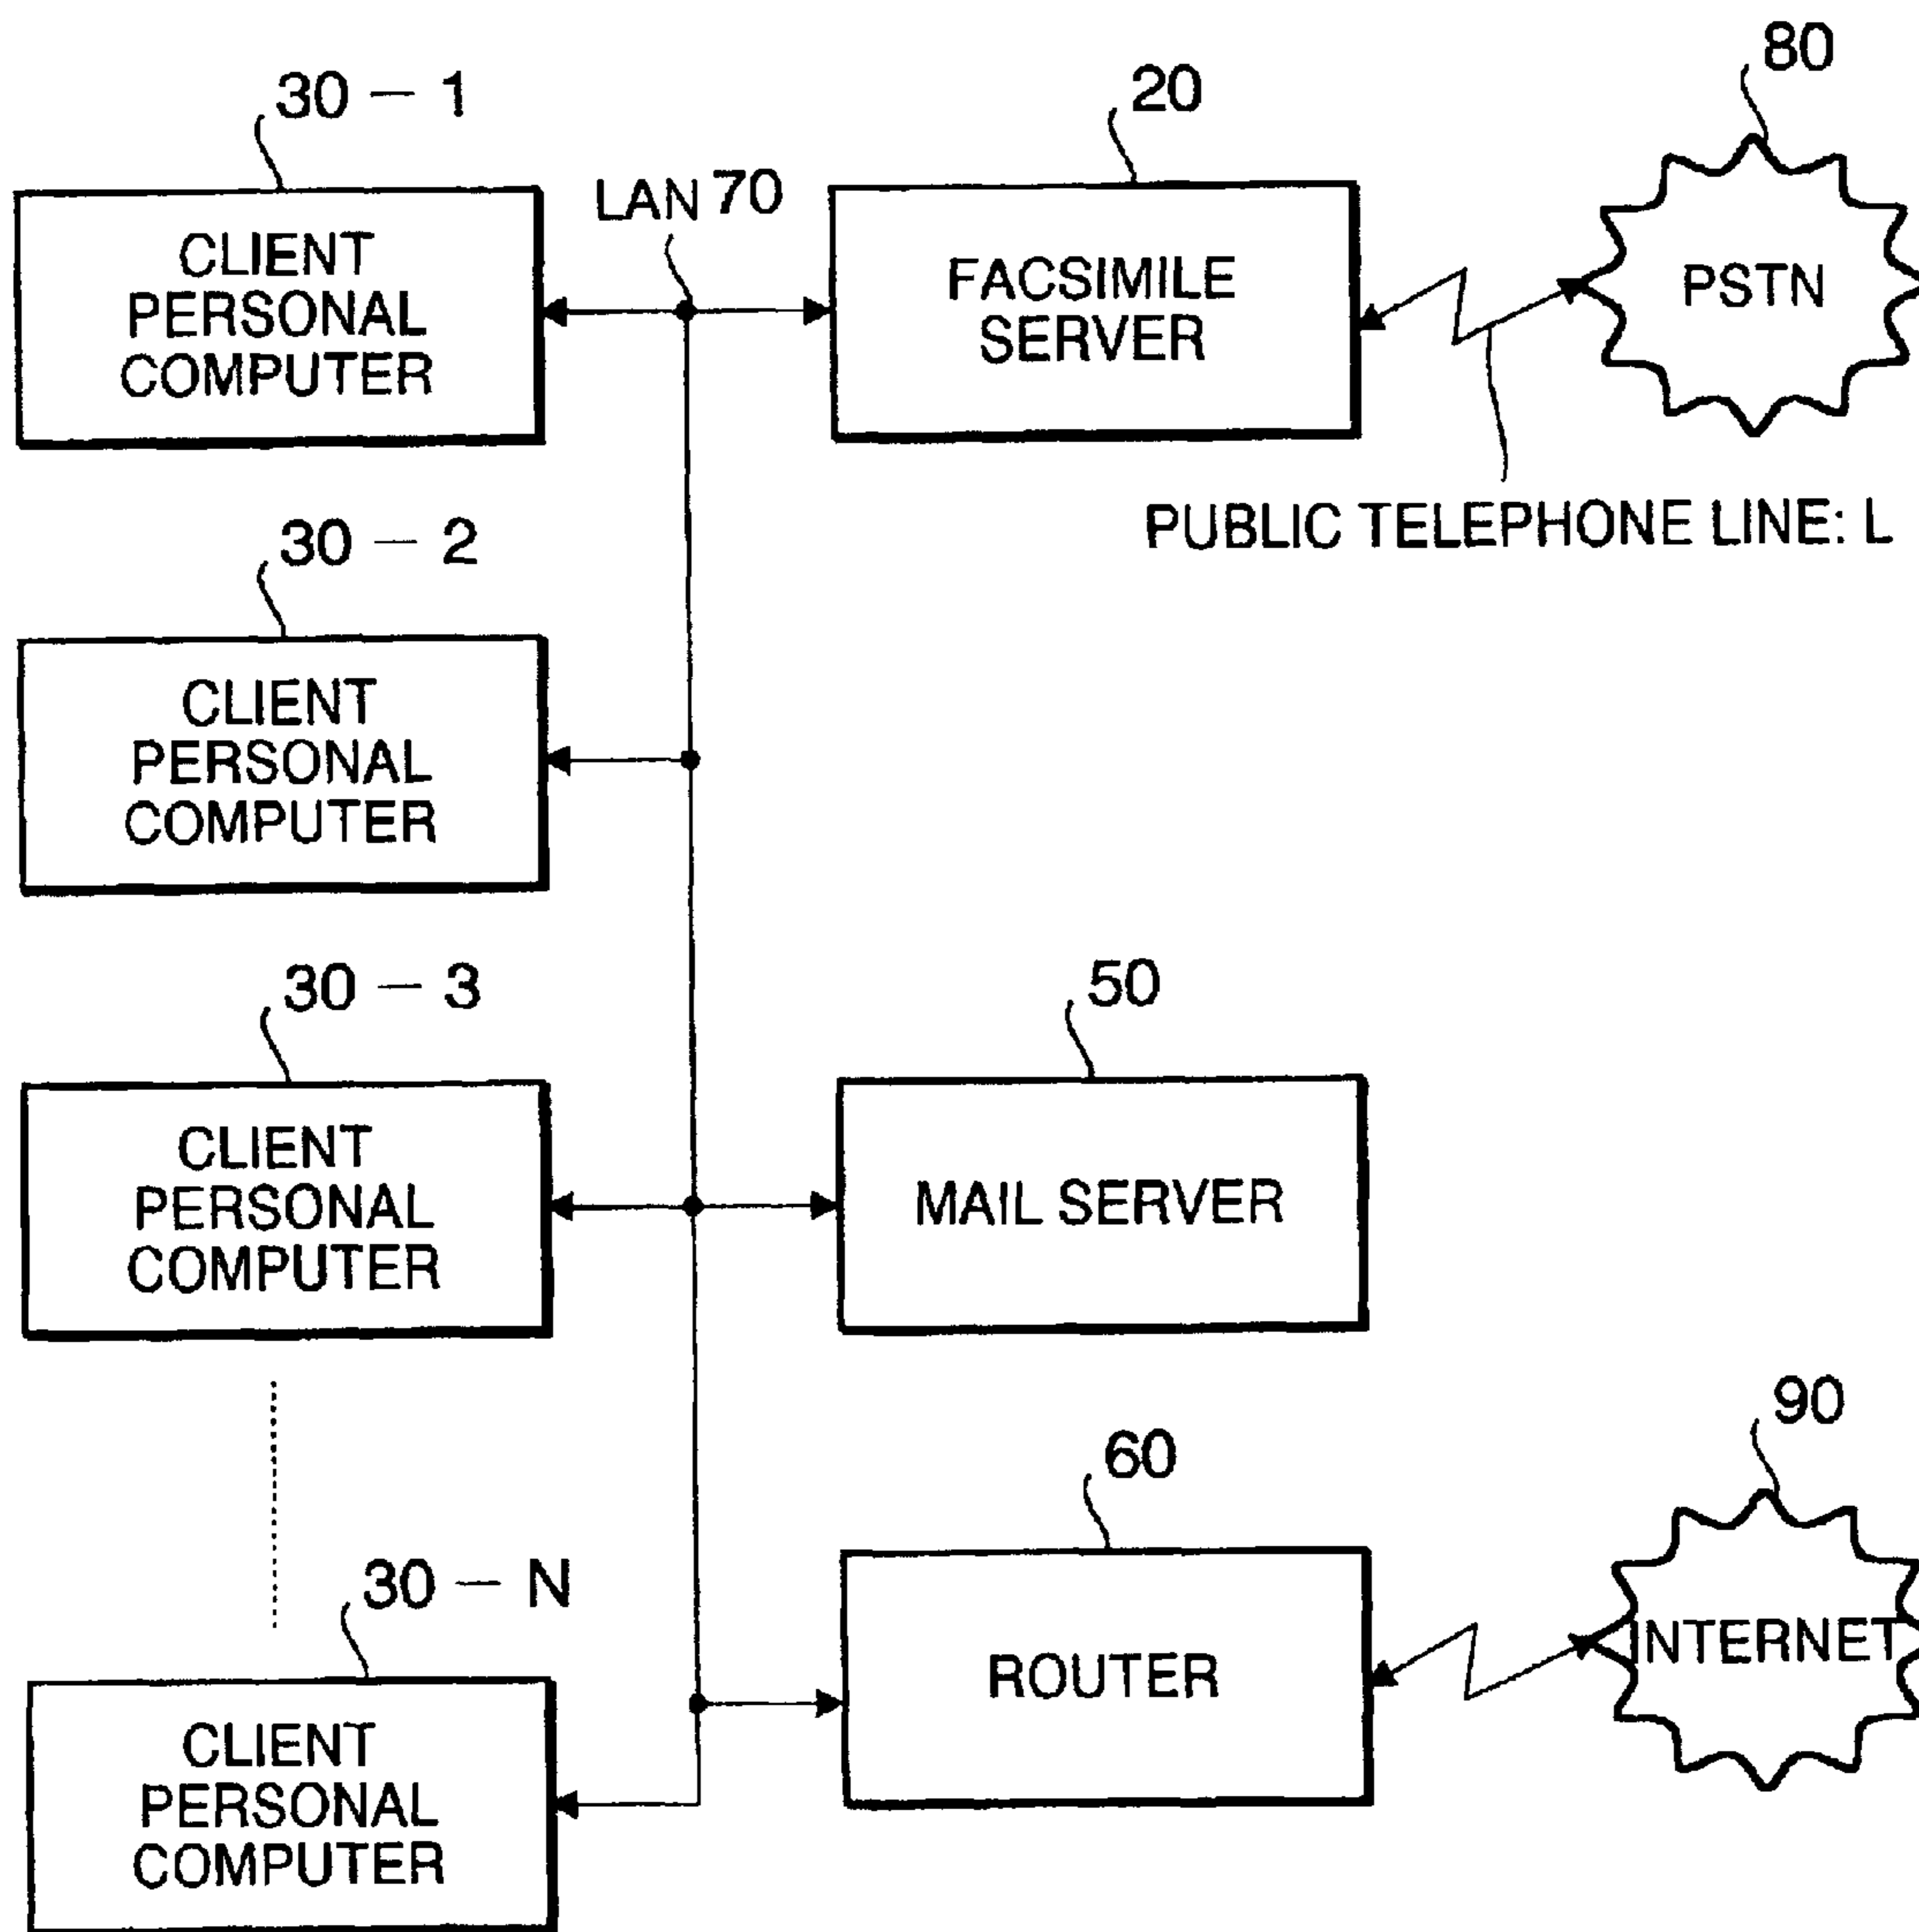 80
30 — 1
20
LAN 70
CLIENT
PERSONAL
COMPUTER
FACSIMILE
SERVER
PSTN
PUBLIC TELEPHONE LINE: L
30 — 2
CLIENT
PERSONAL
COMPUTER
30 — 3
50
CLIENT
PERSONAL
COMPUTER
MAIL SERVER
90
60
30 — N
ROUTER
INTERNET
CLIENT
PERSONAL
COMPUTER